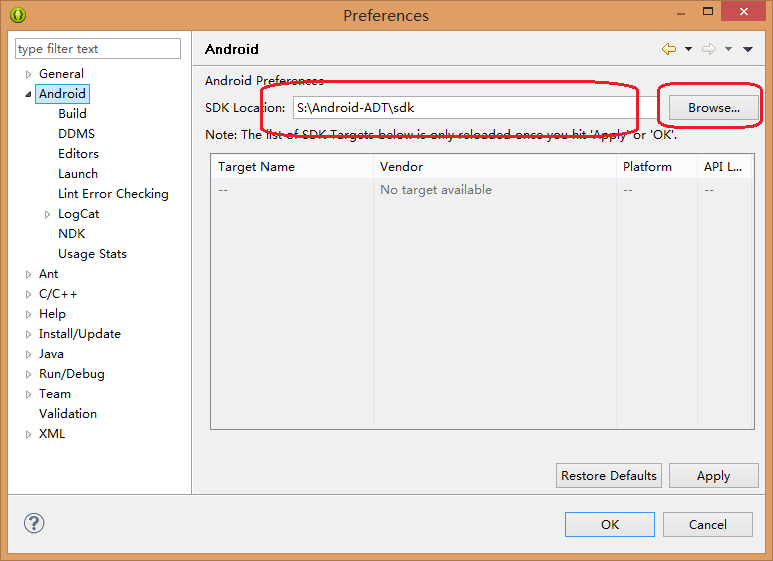 Preferences
type filter text
General
Android
Build
DDMS
Editors
Launch
Lint Error Checking
LogCat
NDK
Usage Stats
Ant
C/C++
Help
Install/Update
Java
Run/Debug
Team
Validation
XML
Android
Android Preferences
SDK Location: S:\Android-ADT\sdk Browse...
Note: The list of SDK Targets below is only reloaded once you hit 'Apply' or 'OK'.
Target Name Vendor Platform API L...
-- No target available -- --
Restore Defaults Apply
? OK Cancel